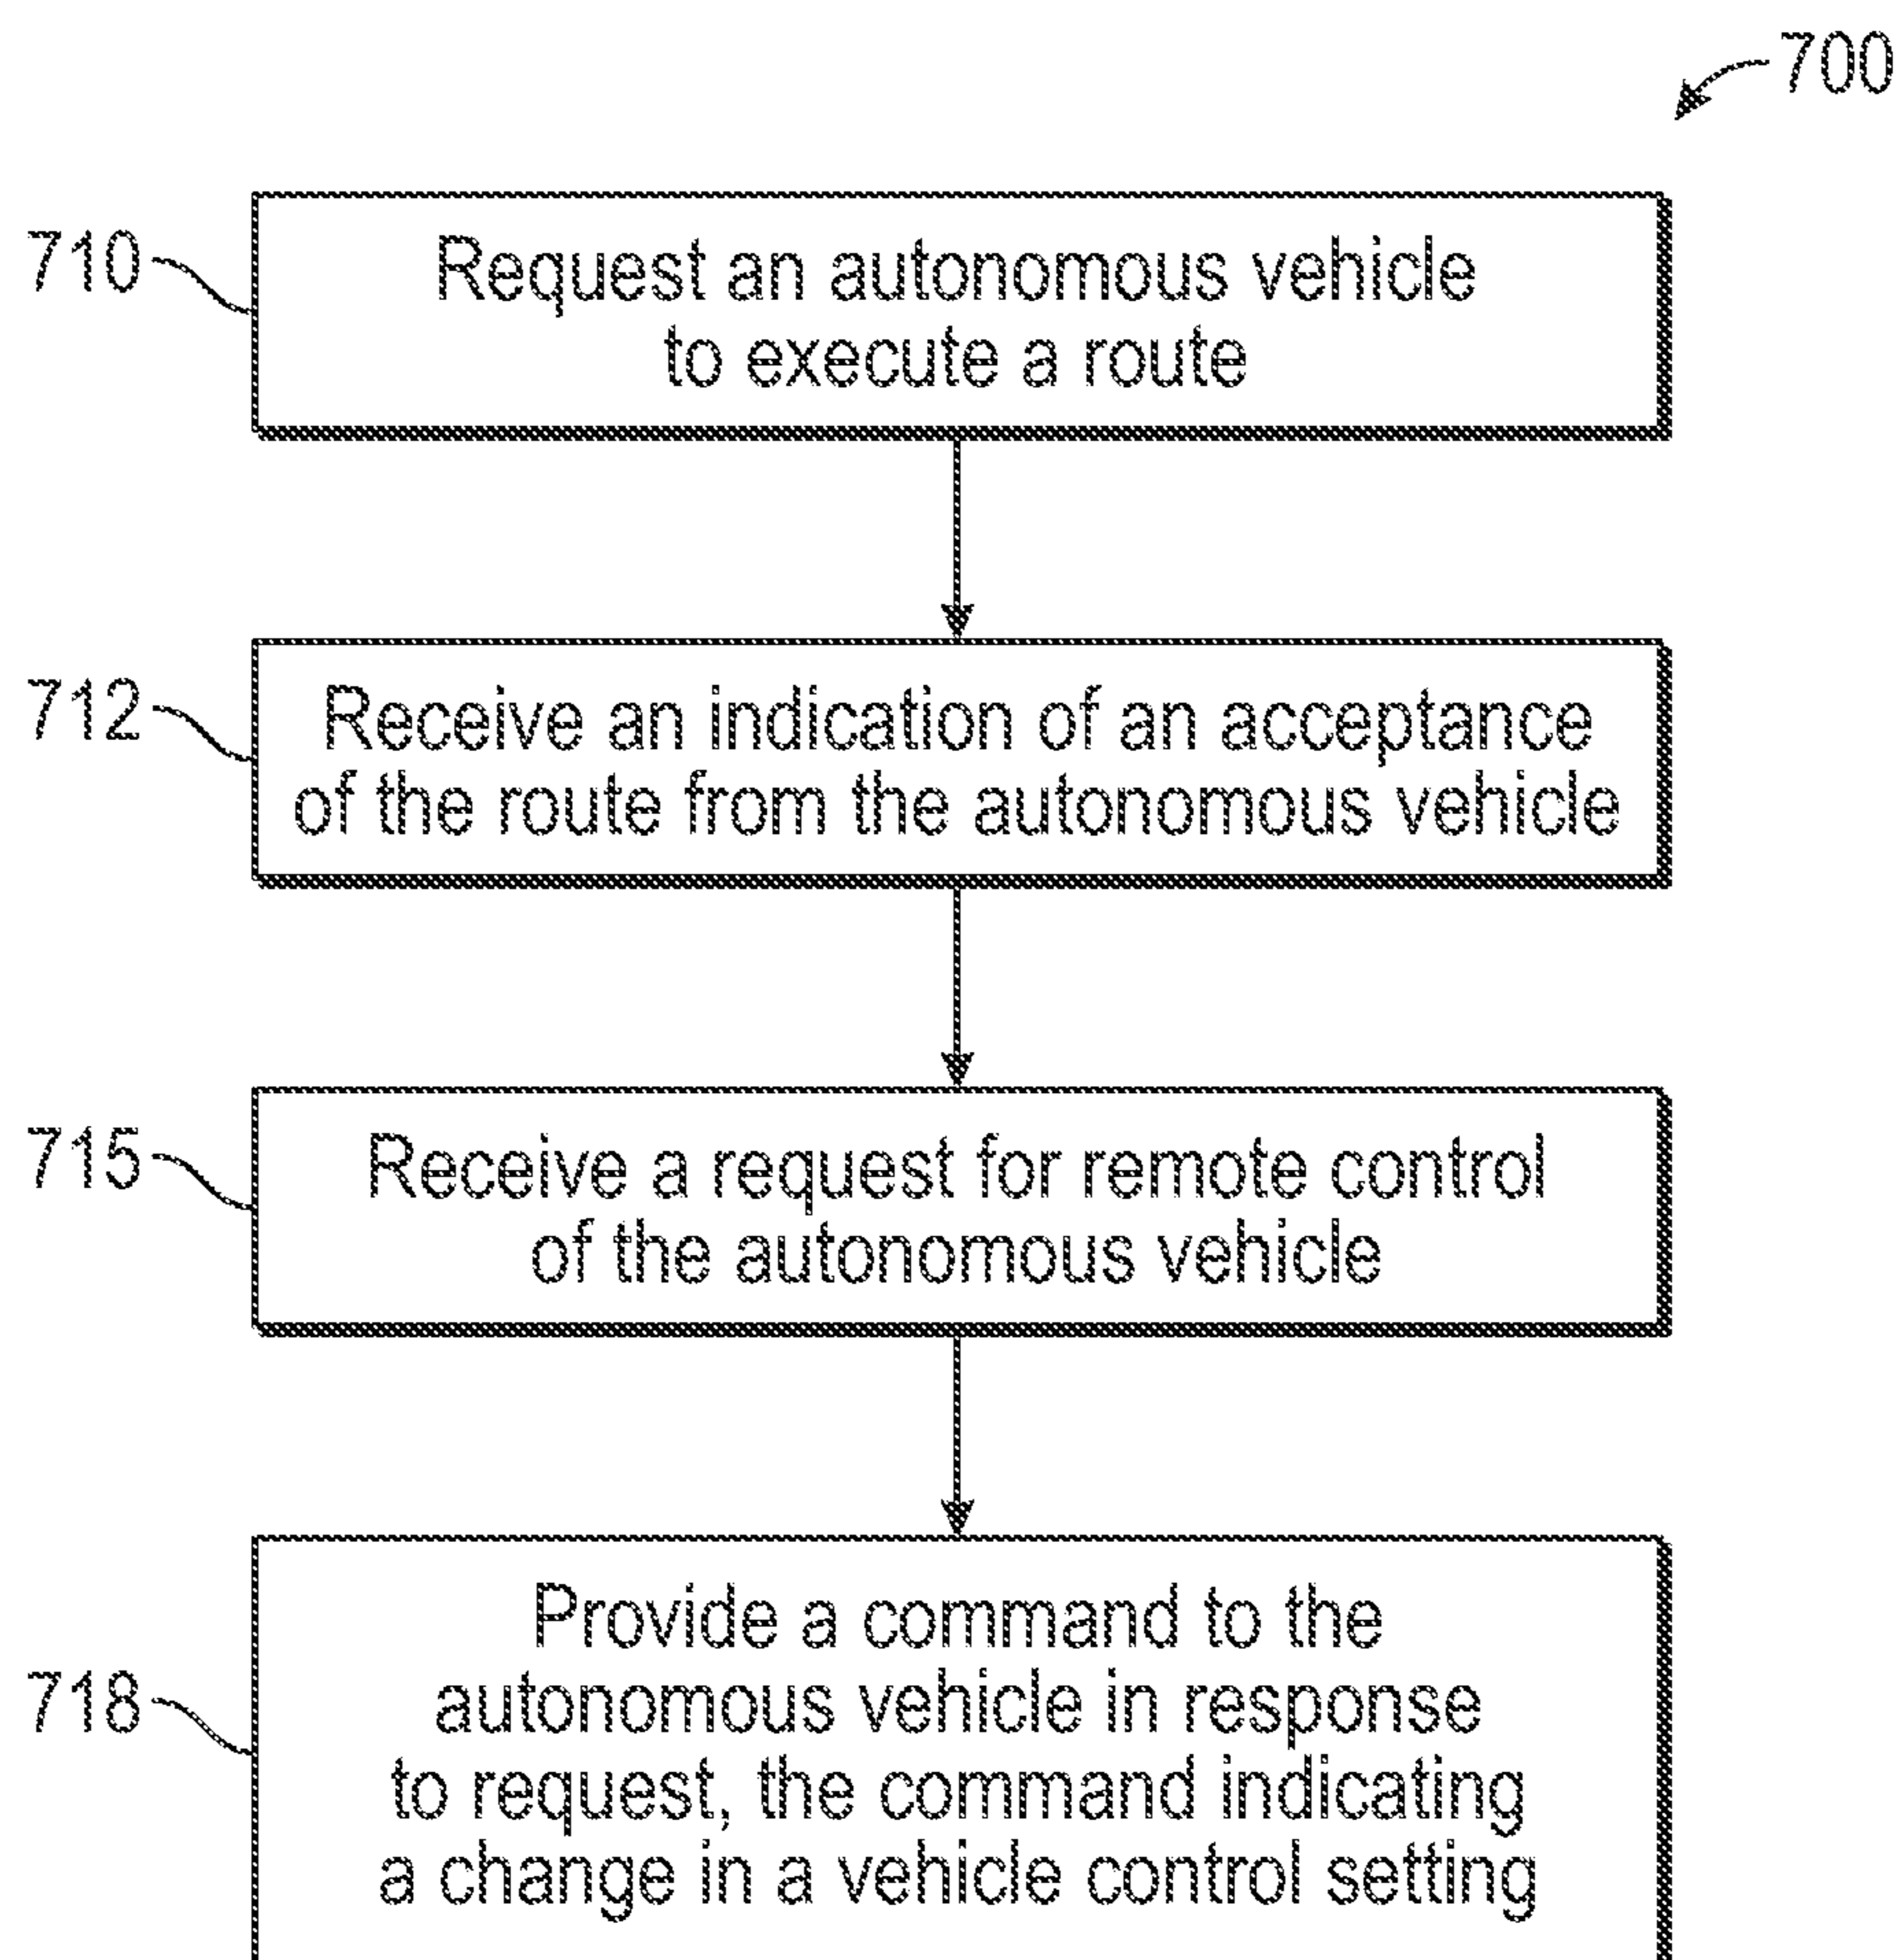 700
710
Request an autonomous vehicle
to execute a route
712
Receive an indication of an acceptance
of the route from the autonomous vehicle
715
Receive a request for remote control
of the autonomous vehicle
718
Provide a command to the
autonomous vehicle in response
to request, the command indicating
a change in a vehicle control setting